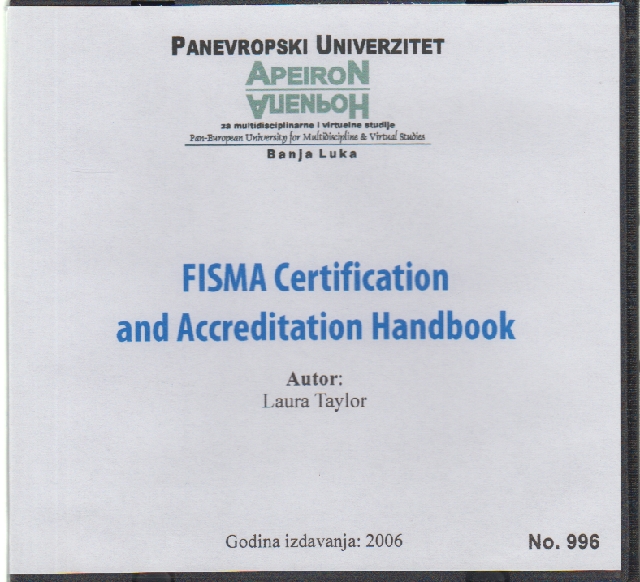 PANEVROPSKI UNIVERZITET
APEIRON
АПЕИРОН
za multidisciplinarne i virtuelne studije
Pan-European University for Multidiscipline & Virtual Studies
Banja Luka
FISMA Certification
and Accreditation Handbook
Autor:
Laura Taylor
Godina izdavanja: 2006
No. 996